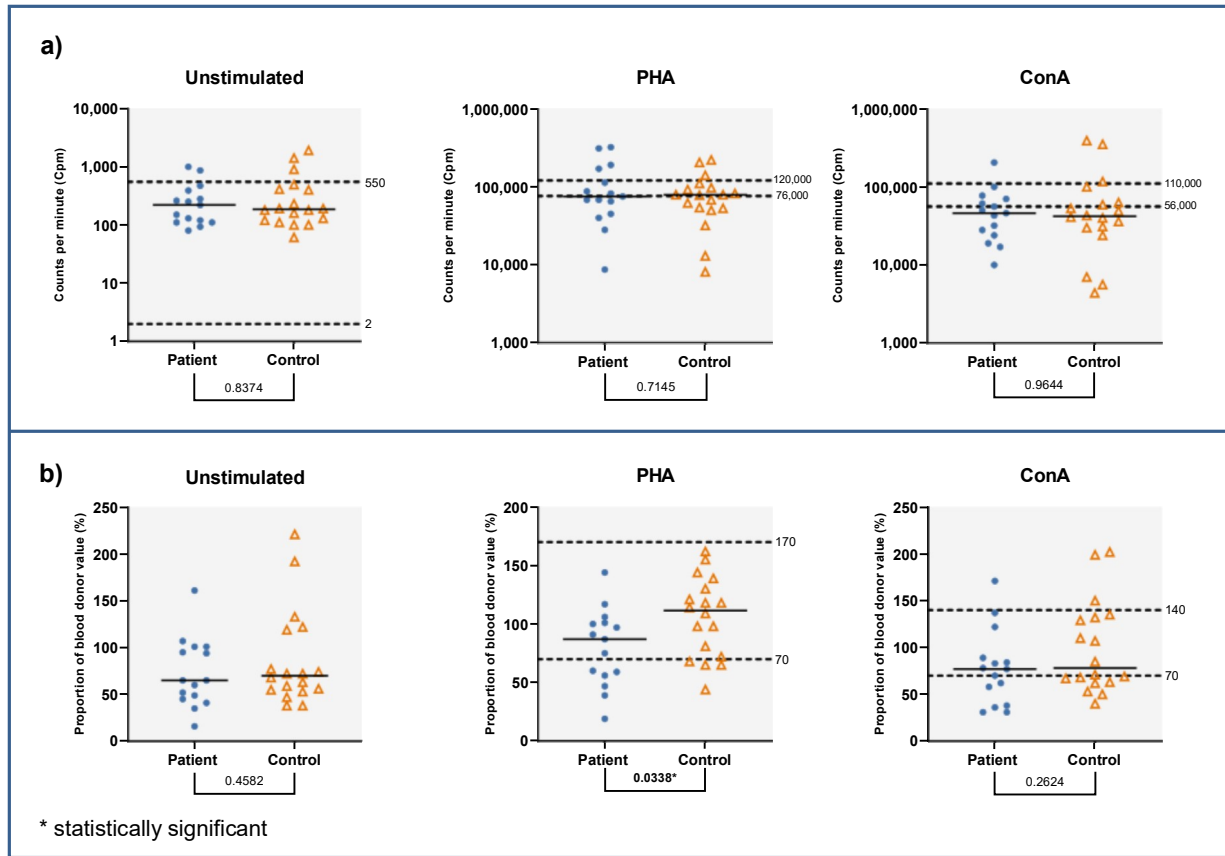 a)
Unstimulated
PHA
ConA
Counts per minute (Cpm)
10,000
1,000
100
10
1
550
2
Patient
Control
0.8374
Counts per minute (Cpm)
1,000,000
100,000
10,000
1,000
120,000
76,000
Patient
Control
0.7145
Counts per minute (Cpm)
1,000,000
100,000
10,000
1,000
110,000
56,000
Patient
Control
0.9644
b)
Unstimulated
PHA
ConA
Proportion of blood donor value (%)
250
200
150
100
50
0
Patient
Control
0.4582
Proportion of blood donor value (%)
200
150
100
50
0
170
70
Patient
Control
0.0338*
Proportion of blood donor value (%)
250
200
150
100
50
0
140
70
Patient
Control
0.2624
* statistically significant